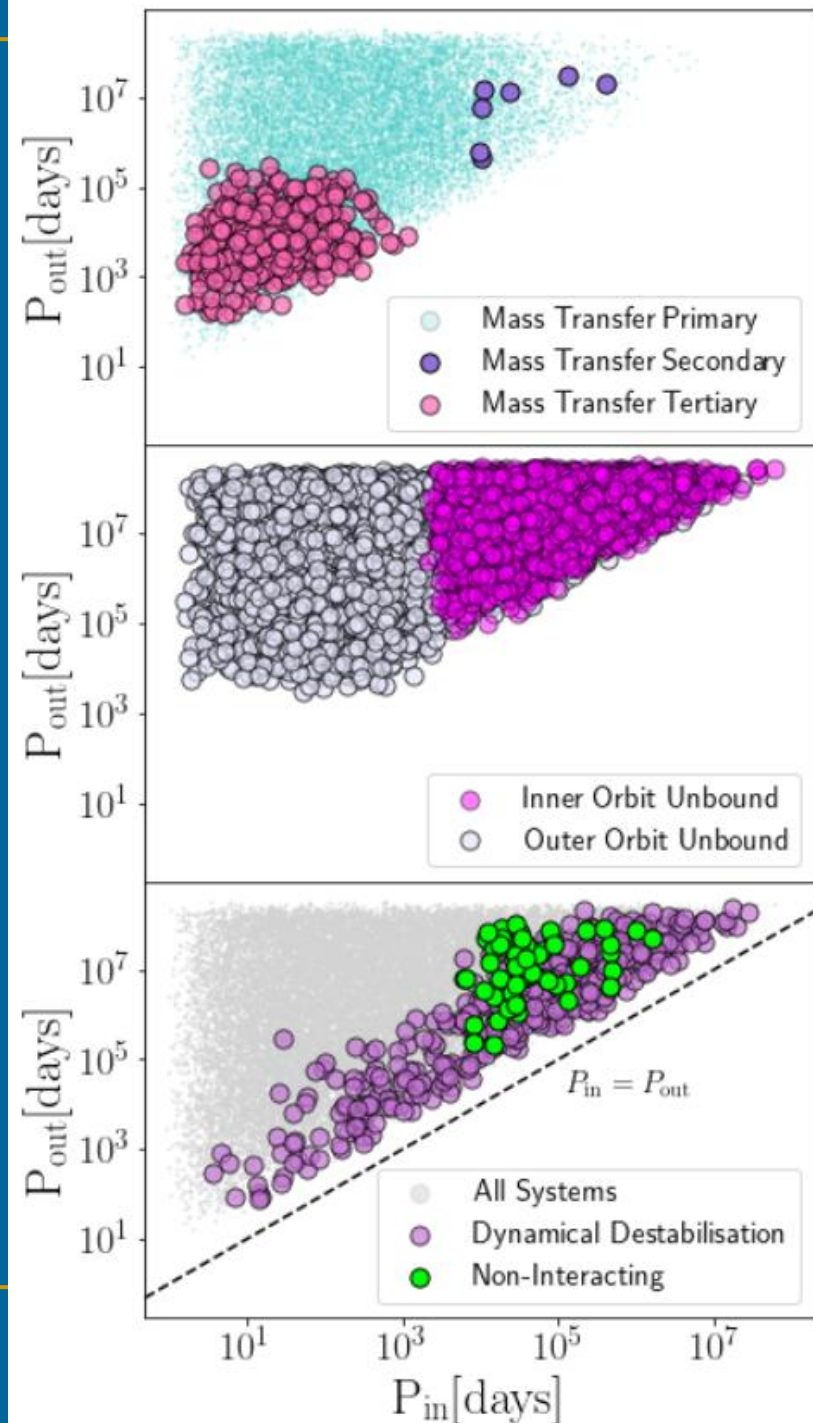 P_out[days]
10^7
10^5
10^3
10^1
Mass Transfer Primary
Mass Transfer Secondary
Mass Transfer Tertiary
P_out[days]
10^7
10^5
10^3
10^1
Inner Orbit Unbound
Outer Orbit Unbound
P_out[days]
10^7
10^5
10^3
10^1
P_in = P_out
All Systems
Dynamical Destabilisation
Non-Interacting
10^1 10^3 10^5 10^7
P_in[days]